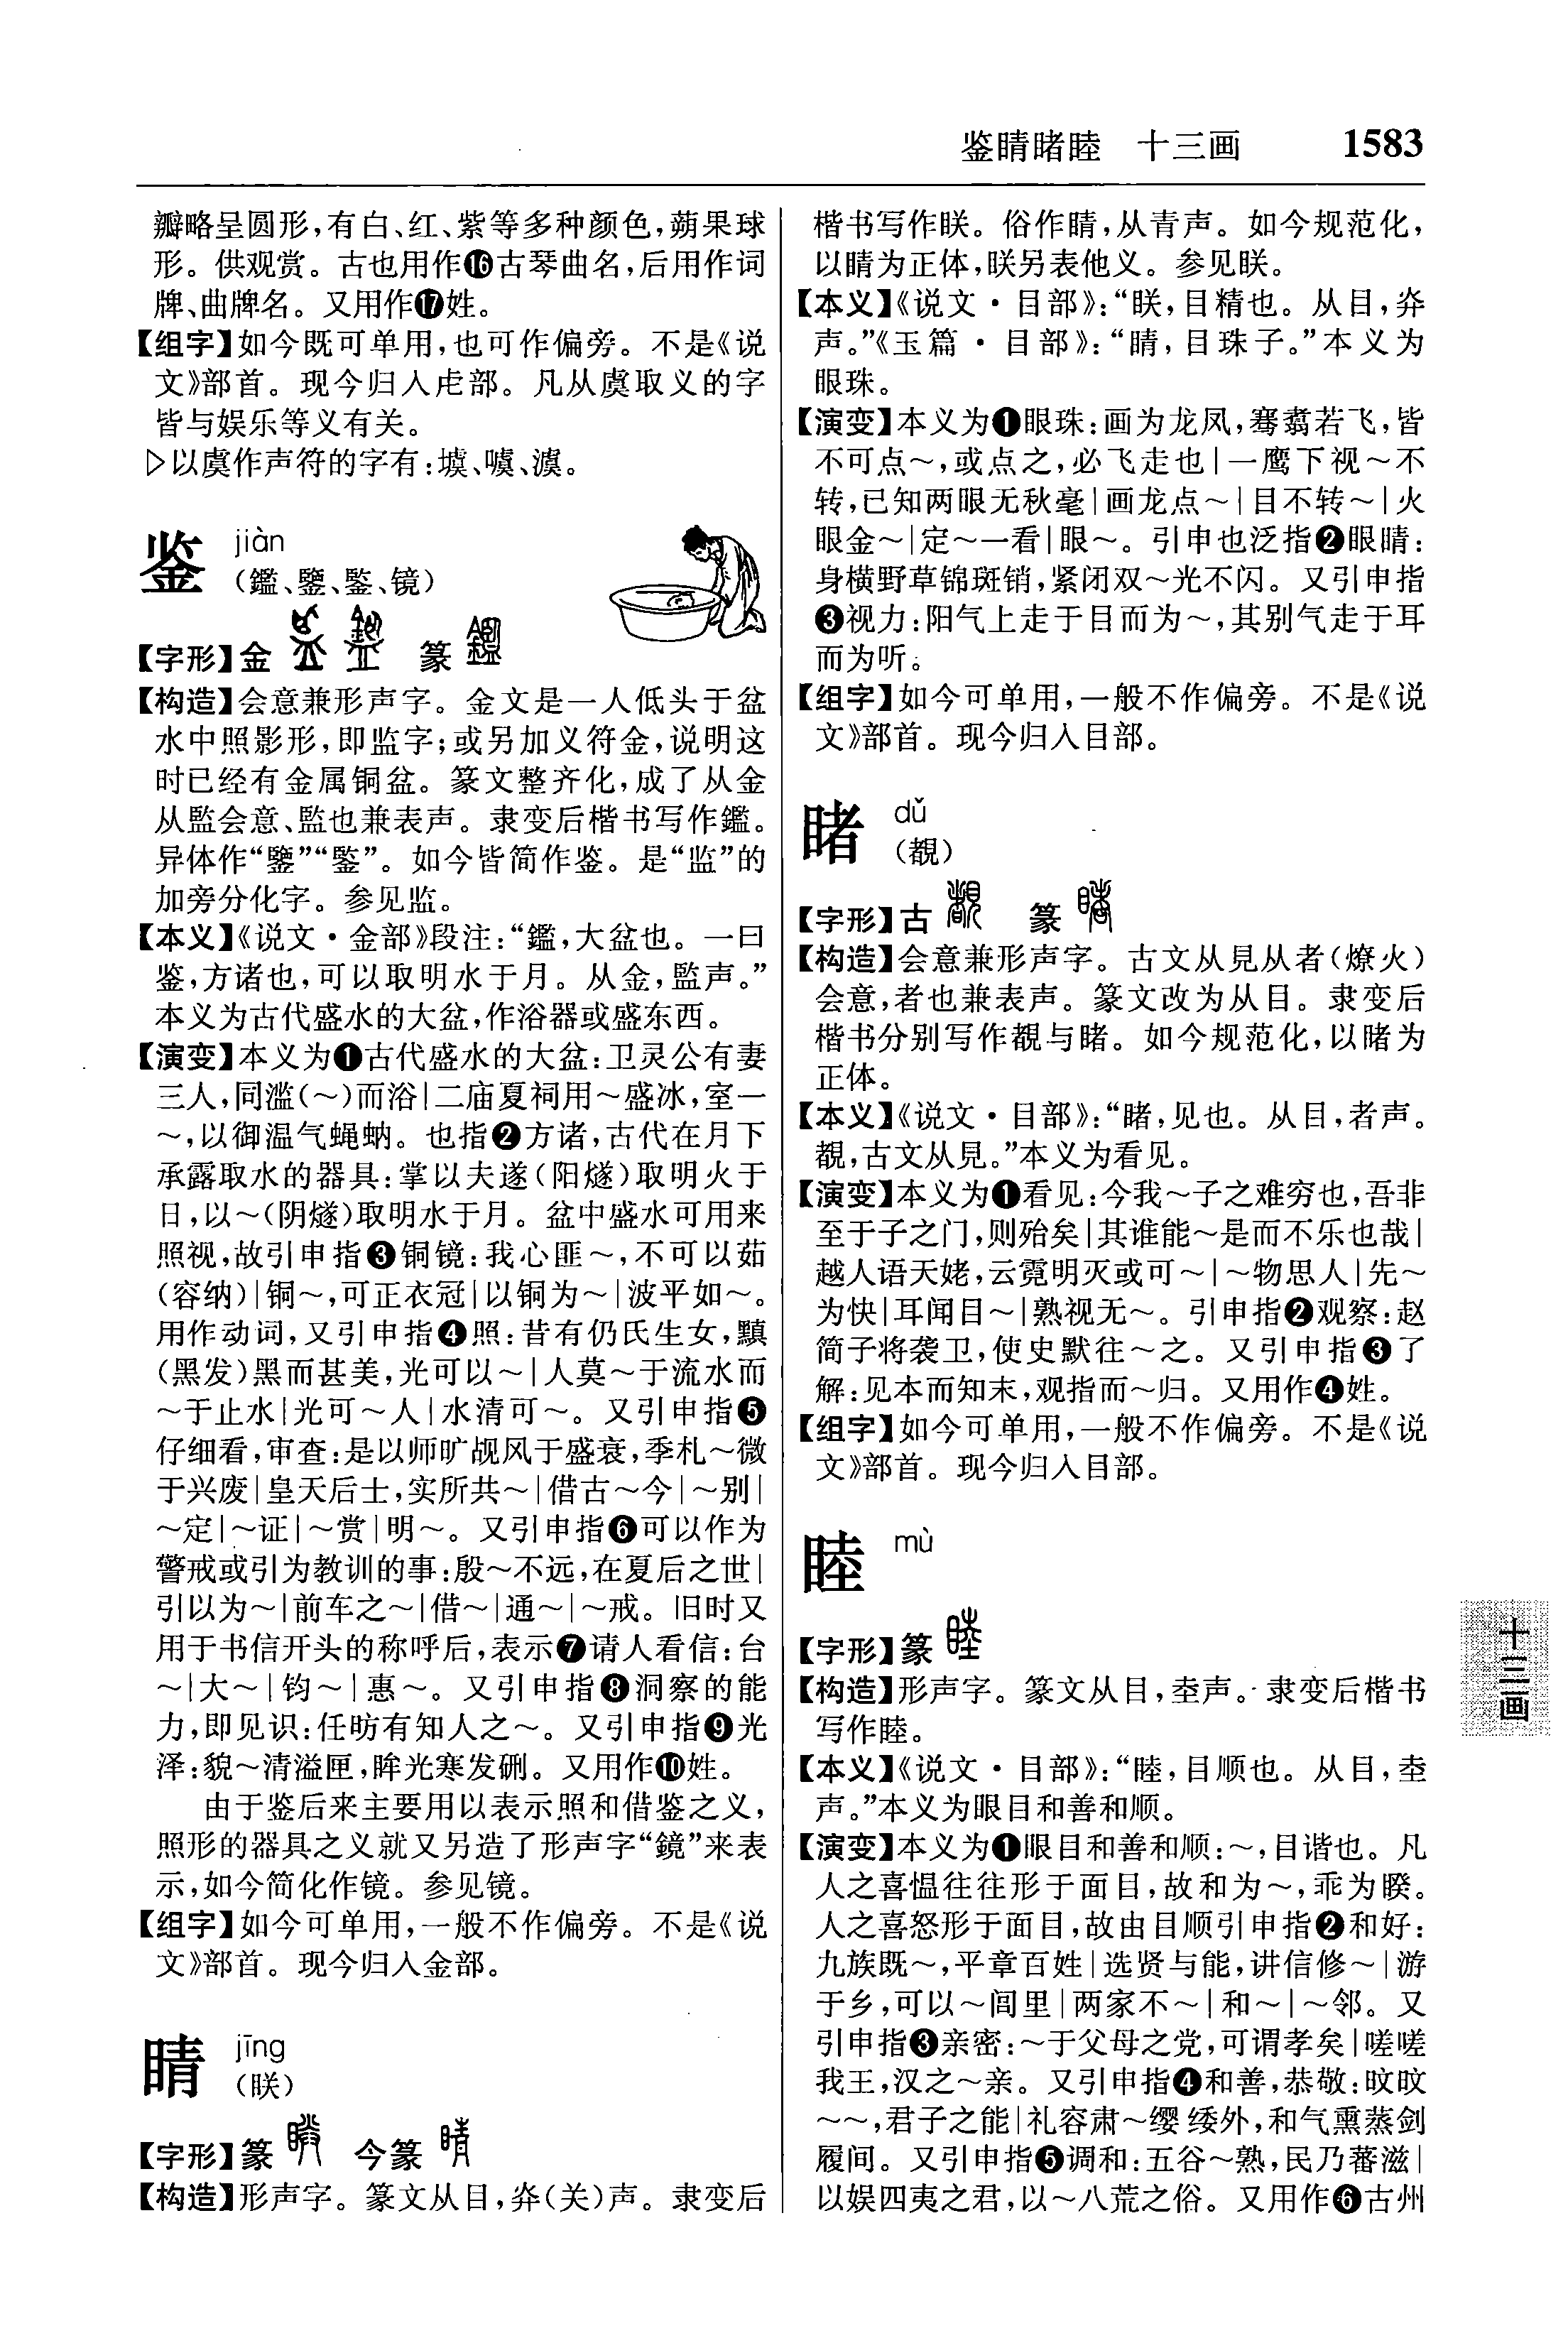 鉴睛睹睦　十三画　1583
瓣略呈圆形，有白、红、紫等多种颜色，蒴果球
形。供观赏。古也用作⓰古琴曲名，后用作词
牌、曲牌名。又用作⓱姓。
【组字】如今既可单用，也可作偏旁。不是《说
文》部首。现今归入虍部。凡从虞取义的字
皆与娱乐等义有关。
▷以虞作声符的字有：㙑、噳、澞。
鉴 jiàn
（鑑、鑒、鍳、镜）
【字形】金　篆
【构造】会意兼形声字。金文是一人低头于盆
水中照影形，即监字；或另加义符金，说明这
时已经有金属铜盆。篆文整齐化，成了从金
从監会意、監也兼表声。隶变后楷书写作鑑。
异体作“鑒”“鍳”。如今皆简作鉴。是“监”的
加旁分化字。参见监。
【本义】《说文·金部》段注：“鑑，大盆也。一曰
鉴，方诸也，可以取明水于月。从金，監声。”
本义为古代盛水的大盆，作浴器或盛东西。
【演变】本义为❶古代盛水的大盆：卫灵公有妻
三人，同滥（～）而浴|二庙夏祠用～盛冰，室一
～，以御温气蝇蚋。也指❷方诸，古代在月下
承露取水的器具：掌以夫遂（阳燧）取明火于
日，以～（阴燧）取明水于月。盆中盛水可用来
照视，故引申指❸铜镜：我心匪～，不可以茹
（容纳）|铜～，可正衣冠|以铜为～|波平如～。
用作动词，又引申指❹照：昔有仍氏生女，黰
（黑发）黑而甚美，光可以～|人莫～于流水而
～于止水|光可～人|水清可～。又引申指❺
仔细看，审查：是以师旷觇风于盛衰，季札～微
于兴废|皇天后土，实所共～|借古～今|～别|
～定|～证|～赏|明～。又引申指❻可以作为
警戒或引为教训的事：殷～不远，在夏后之世|
引以为～|前车之～|借～|通～|～戒。旧时又
用于书信开头的称呼后，表示❼请人看信：台
～|大～|钧～|惠～。又引申指❽洞察的能
力，即见识：任昉有知人之～。又引申指❾光
泽：貌～清溢匣，眸光寒发硎。又用作❿姓。
由于鉴后来主要用以表示照和借鉴之义，
照形的器具之义就又另造了形声字“鏡”来表
示，如今简化作镜。参见镜。
【组字】如今可单用，一般不作偏旁。不是《说
文》部首。现今归入金部。
睛 jīng
（眹）
【字形】篆　今篆
【构造】形声字。篆文从目，灷（关）声。隶变后
楷书写作眹。俗作睛，从青声。如今规范化，
以睛为正体，眹另表他义。参见眹。
【本义】《说文·目部》：“眹，目精也。从目，灷
声。”《玉篇·目部》：“睛，目珠子。”本义为
眼珠。
【演变】本义为❶眼珠：画为龙凤，骞翥若飞，皆
不可点～，或点之，必飞走也|一鹰下视～不
转，已知两眼无秋毫|画龙点～|目不转～|火
眼金～|定～一看|眼～。引申也泛指❷眼睛：
身横野草锦斑销，紧闭双～光不闪。又引申指
❸视力：阳气上走于目而为～，其别气走于耳
而为听。
【组字】如今可单用，一般不作偏旁。不是《说
文》部首。现今归入目部。
睹 dǔ
（覩）
【字形】古　篆
【构造】会意兼形声字。古文从見从者（燎火）
会意，者也兼表声。篆文改为从目。隶变后
楷书分别写作覩与睹。如今规范化，以睹为
正体。
【本义】《说文·目部》：“睹，见也。从目，者声。
覩，古文从見。”本义为看见。
【演变】本义为❶看见：今我～子之难穷也，吾非
至于子之门，则殆矣|其谁能～是而不乐也哉|
越人语天姥，云霓明灭或可～|～物思人|先～
为快|耳闻目～|熟视无～。引申指❷观察：赵
简子将袭卫，使史默往～之。又引申指❸了
解：见本而知末，观指而～归。又用作❹姓。
【组字】如今可单用，一般不作偏旁。不是《说
文》部首。现今归入目部。
睦 mù
【字形】篆
【构造】形声字。篆文从目，坴声。隶变后楷书
写作睦。
【本义】《说文·目部》：“睦，目顺也。从目，坴
声。”本义为眼目和善和顺。
【演变】本义为❶眼目和善和顺：～，目谐也。凡
人之喜愠往往形于面目，故和为～，乖为睽。
人之喜怒形于面目，故由目顺引申指❷和好：
九族既～，平章百姓|选贤与能，讲信修～|游
于乡，可以～闾里|两家不～|和～|～邻。又
引申指❸亲密：～于父母之党，可谓孝矣|嗟嗟
我王，汉之～亲。又引申指❹和善，恭敬：旼旼
～～，君子之能|礼容肃～缨绥外，和气熏蒸剑
履间。又引申指❺调和：五谷～熟，民乃蕃滋|
以娱四夷之君，以～八荒之俗。又用作❻古州
十三画